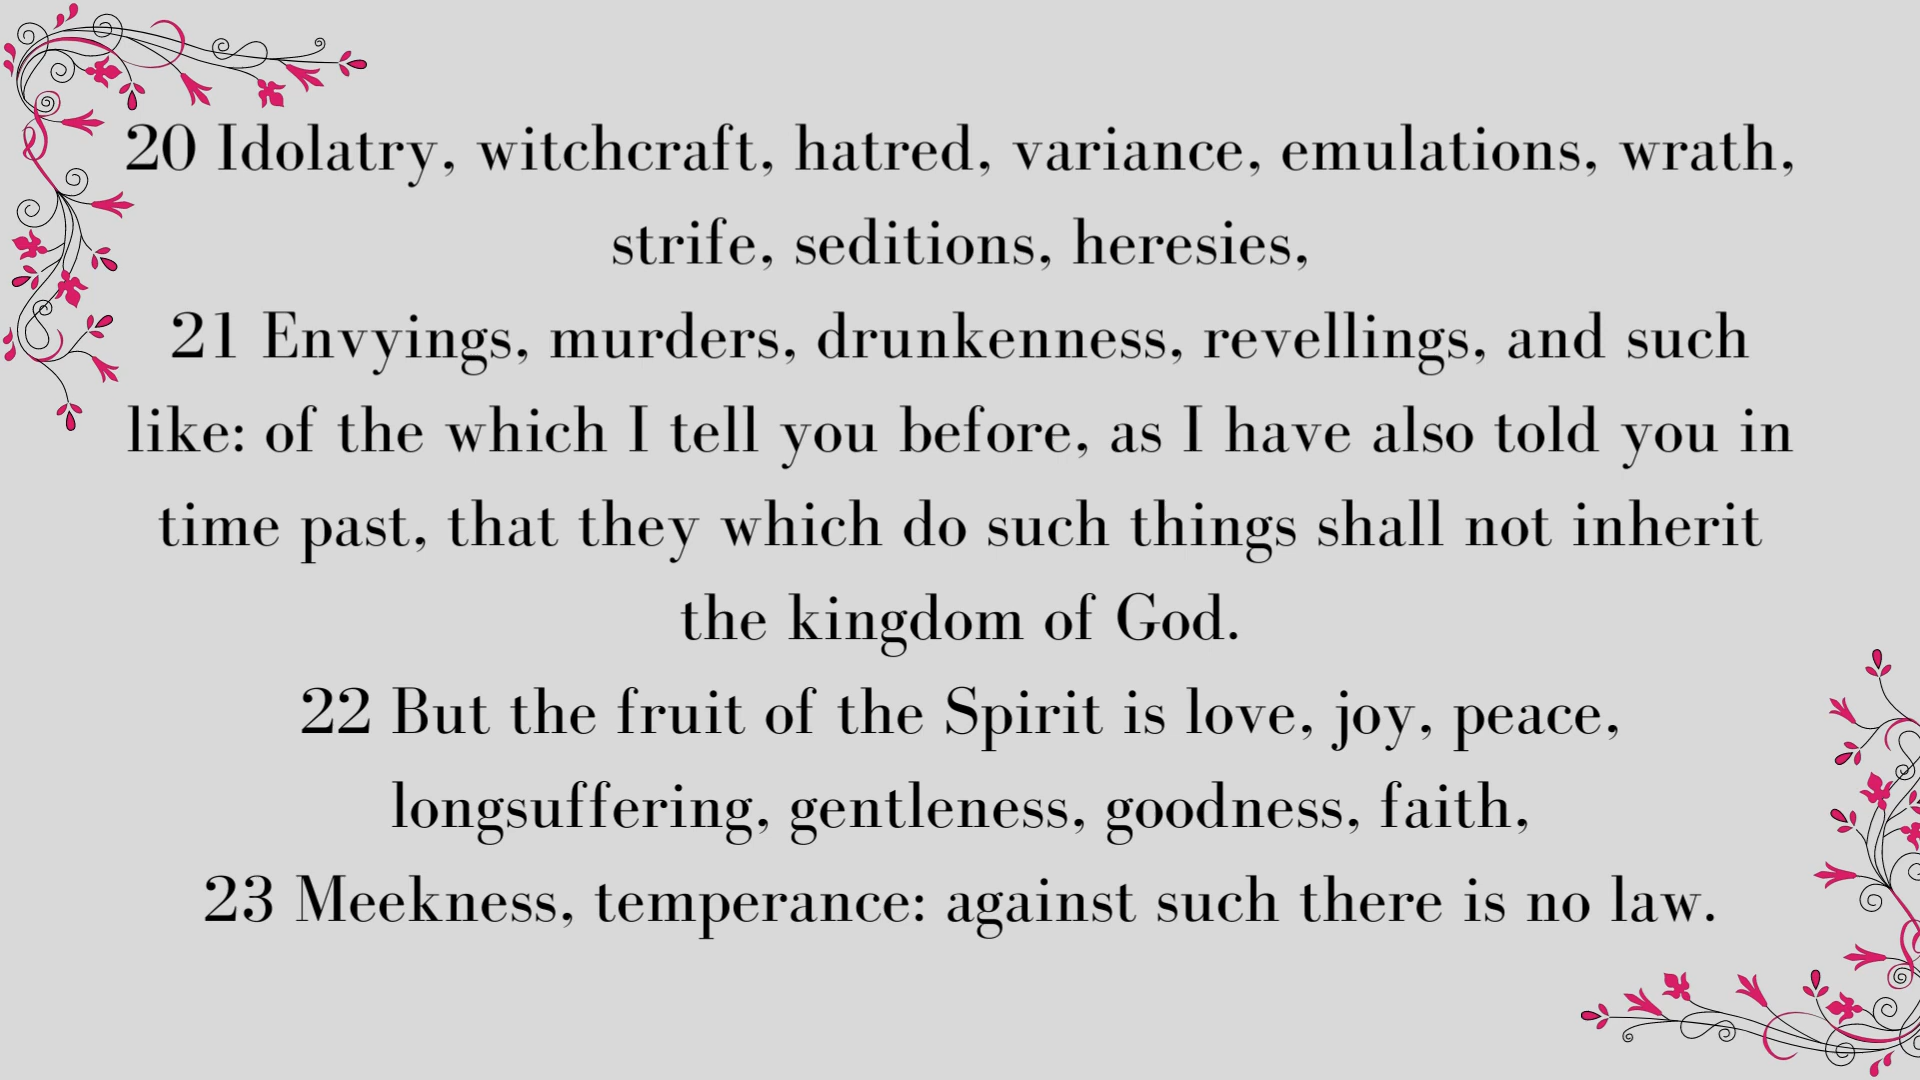 20 Idolatry, witchcraft, hatred, variance, emulations, wrath,
strife, seditions, heresies,
21 Envyings, murders, drunkenness, revellings, and such
like: of the which I tell you before, as I have also told you in
time past, that they which do such things shall not inherit
the kingdom of God.
22 But the fruit of the Spirit is love, joy, peace,
longsuffering, gentleness, goodness, faith,
23 Meekness, temperance: against such there is no law.